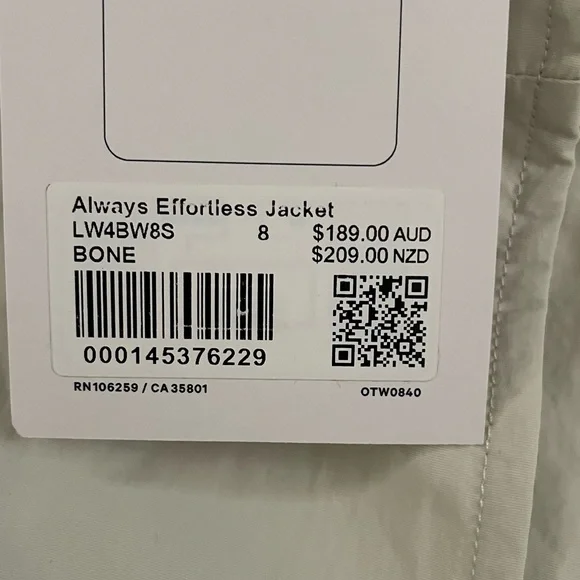 Always Effortless Jacket
LW4BW8S 8 $189.00 AUD
BONE $209.00 NZD
000145376229
RN106259 / CA35801 OTW0840